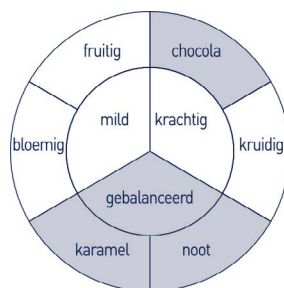 fruitig
chocola
mild
krachtig
bloemig
kruidig
gebalanceerd
karamel
noot